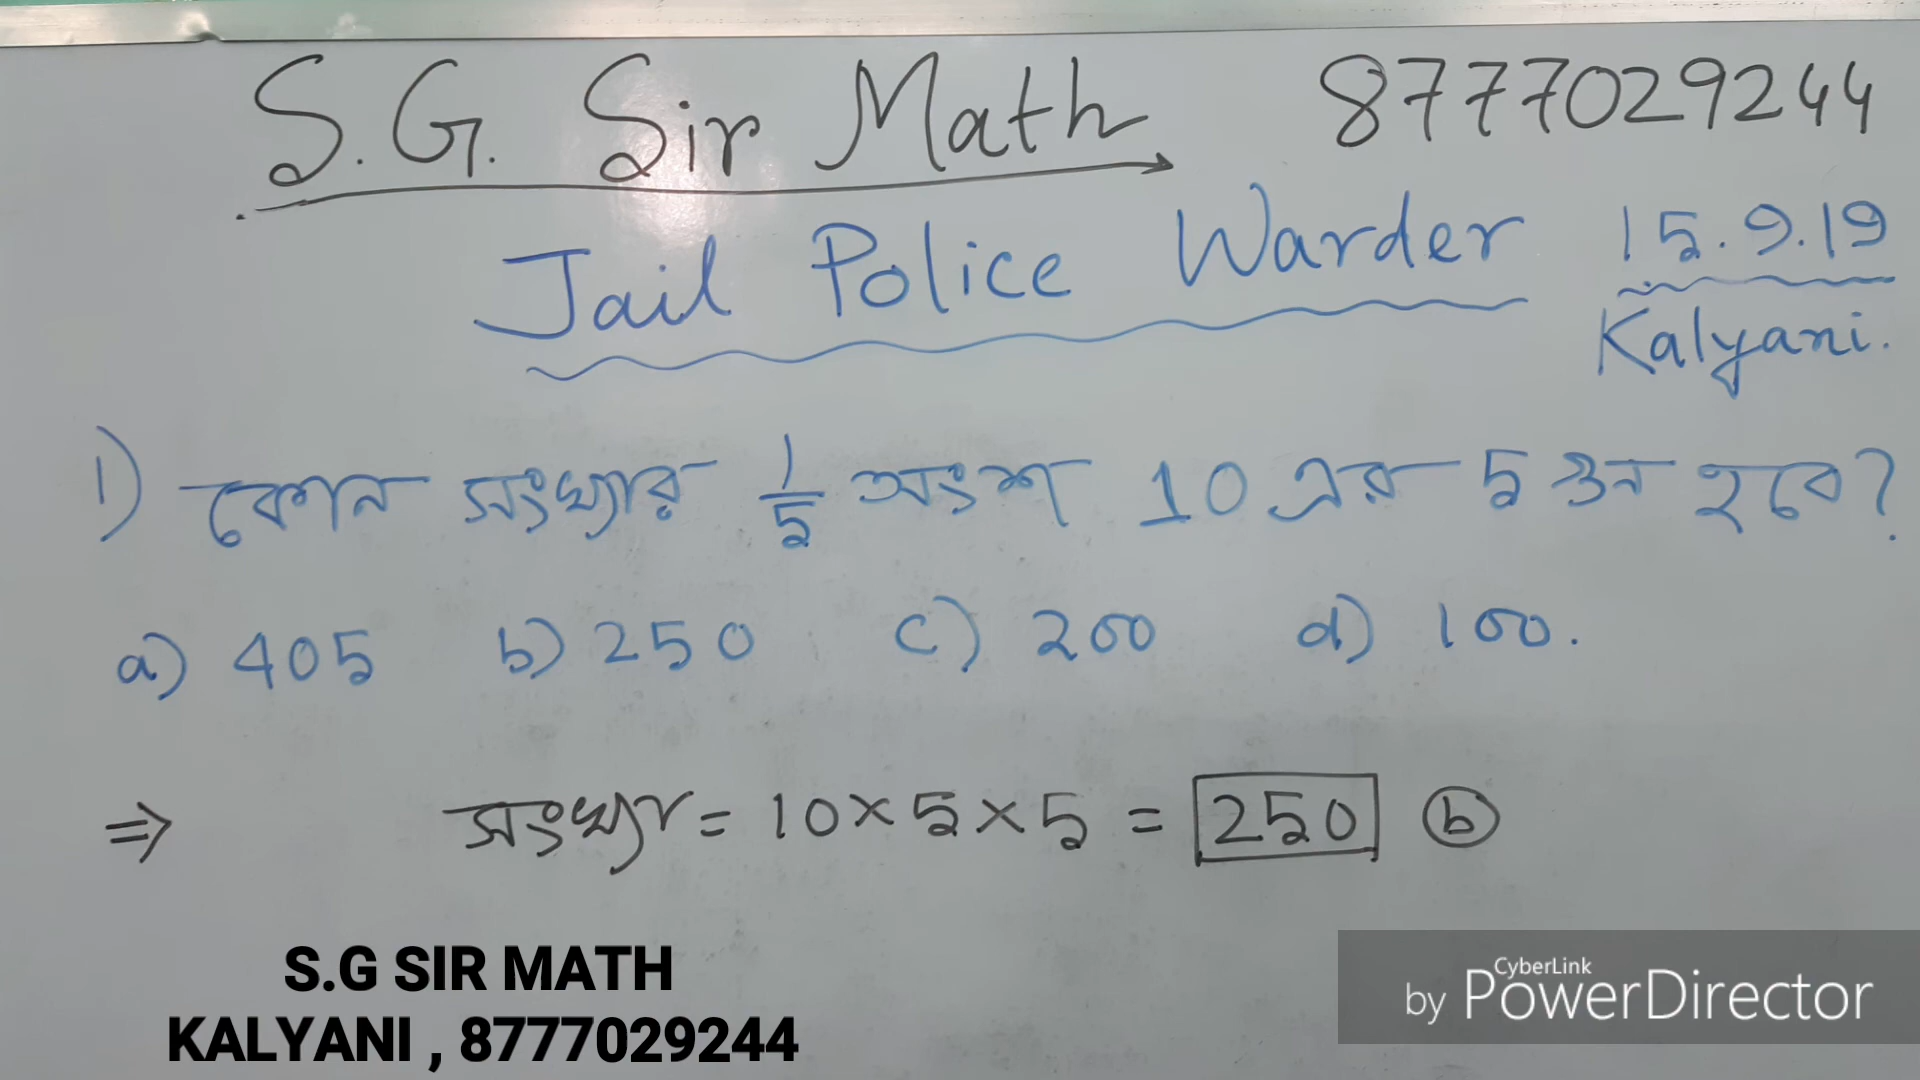 S.G. Sir Math 8777029244
Jail Police Warder 15.9.19
Kalyani.
1) কোন সংখ্যার 1/5 অংশ 10 এর 5 গুন হবে?
a) 405 b) 250 c) 200 d) 100.
⇒ সংখ্যা = 10 × 5 × 5 = 250 (b)
S.G SIR MATH
KALYANI , 8777029244
by CyberLink PowerDirector